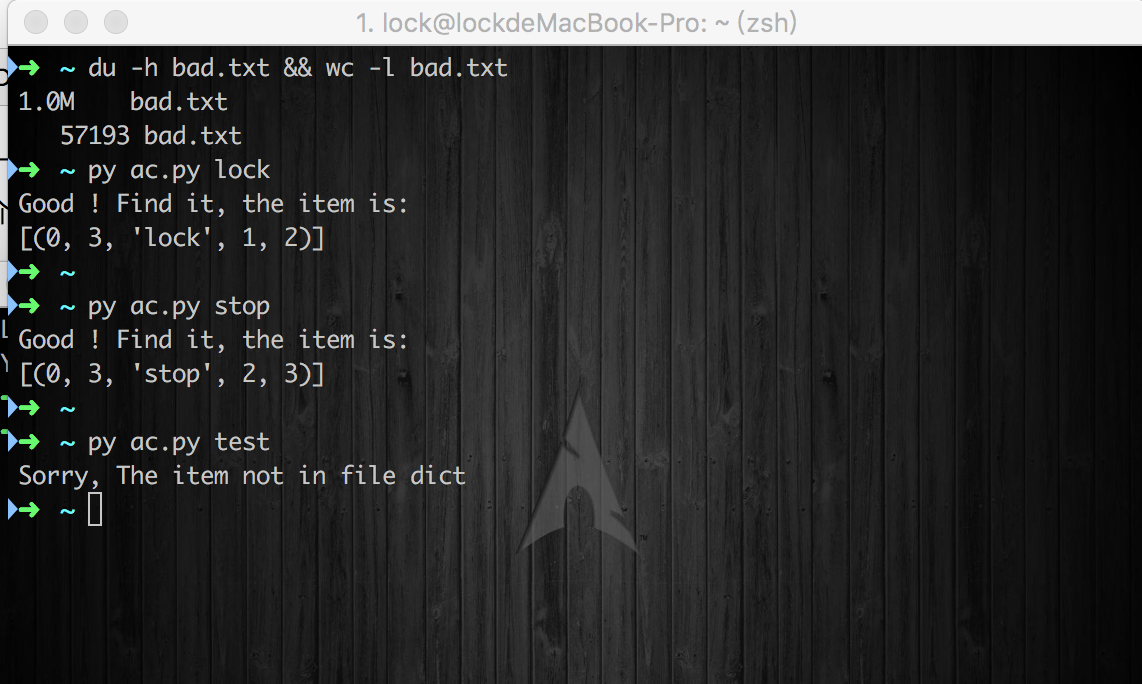 1. lock@lockdeMacBook-Pro: ~ (zsh)
➜ ~ du -h bad.txt && wc -l bad.txt
1.0M bad.txt
57193 bad.txt
➜ ~ py ac.py lock
Good ! Find it, the item is:
[(0, 3, 'lock', 1, 2)]
➜ ~
➜ ~ py ac.py stop
Good ! Find it, the item is:
[(0, 3, 'stop', 2, 3)]
➜ ~
➜ ~ py ac.py test
Sorry, The item not in file dict
➜ ~
TM